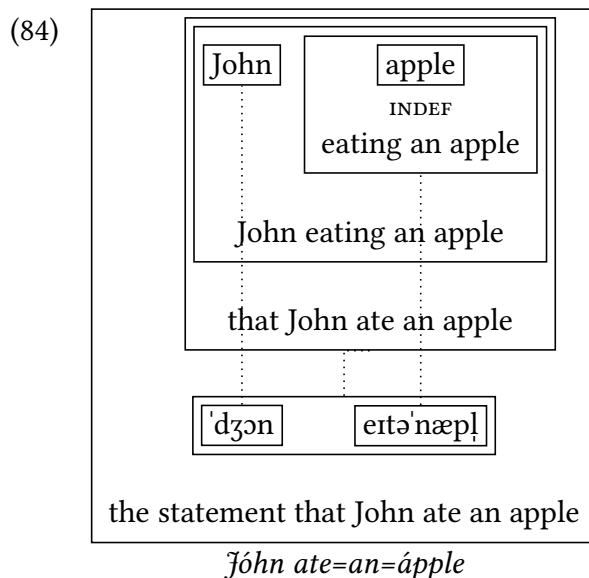 (84)
John apple
INDEF
eating an apple
John eating an apple
that John ate an apple
ˈdʒɔn eɪtəˈnæpl̩
the statement that John ate an apple
Jóhn ate=an=ápple